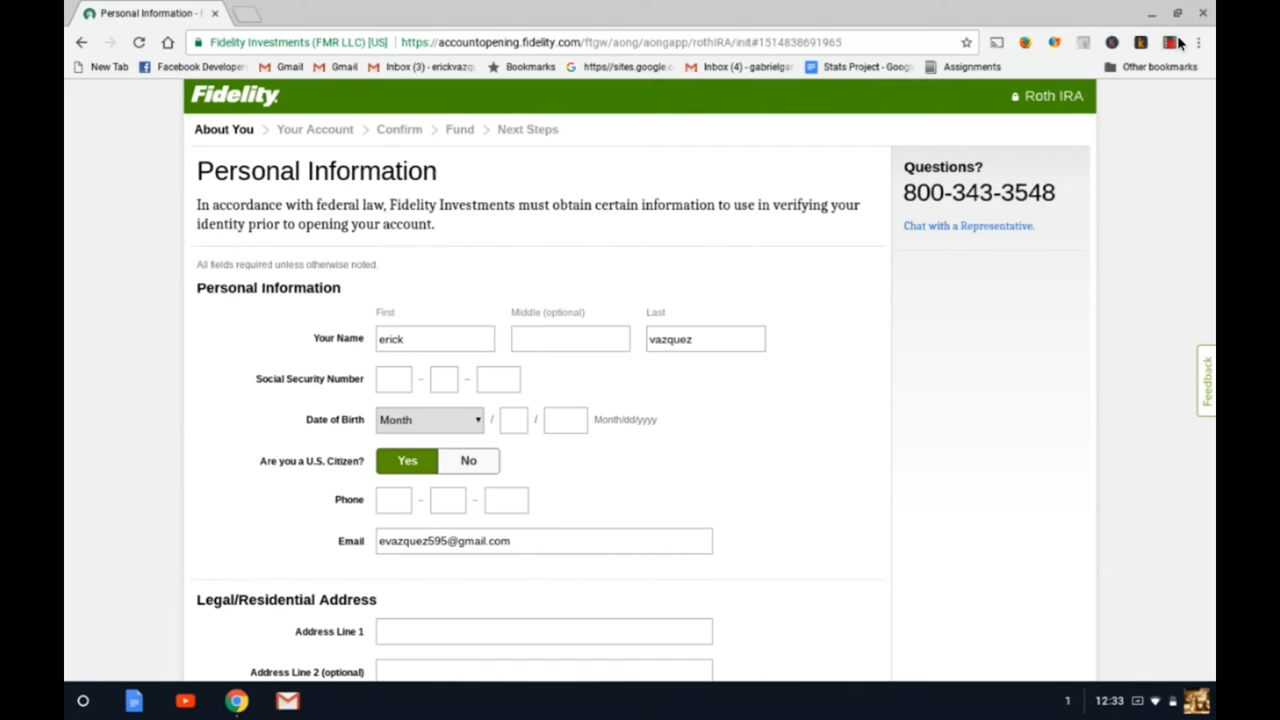 Personal Information - F
Fidelity Investments (FMR LLC) [US] https://accountopening.fidelity.com/ftgw/aong/aongapp/rothIRA/init#1514838691965
New Tab Facebook Developer Gmail Gmail Inbox (3) - erickvazq Bookmarks https//sites.google.c Inbox (4) - gabrielgar Stats Project - Googl Assignments Other bookmarks
Fidelity Roth IRA
About You > Your Account > Confirm > Fund > Next Steps
Personal Information
In accordance with federal law, Fidelity Investments must obtain certain information to use in verifying your
identity prior to opening your account.
Questions?
800-343-3548
Chat with a Representative.
All fields required unless otherwise noted.
Personal Information
First Middle (optional) Last
Your Name erick vazquez
Social Security Number - -
Date of Birth Month / / Month/dd/yyyy
Are you a U.S. Citizen? Yes No
Phone - -
Email evazquez595@gmail.com
Feedback
Legal/Residential Address
Address Line 1
Address Line 2 (optional)
1 12:33